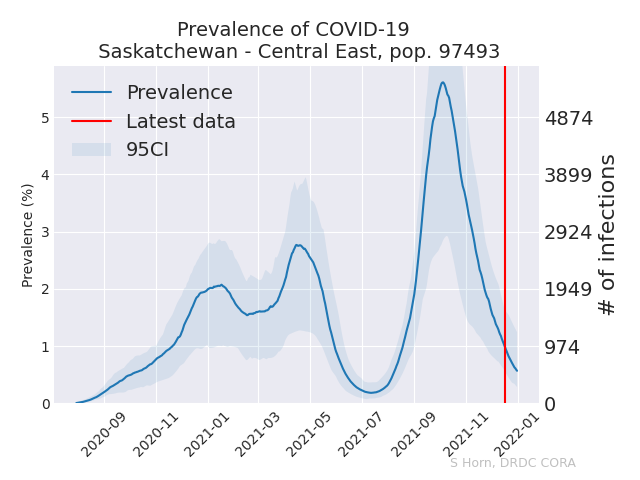 Prevalence of COVID-19
Saskatchewan - Central East, pop. 97493
Prevalence
Latest data
95CI
Prevalence (%)
5
4
3
2
1
0
4874
3899
2924
1949
974
0
# of infections
2020-09
2020-11
2021-01
2021-03
2021-05
2021-07
2021-09
2021-11
2022-01
S Horn, DRDC CORA